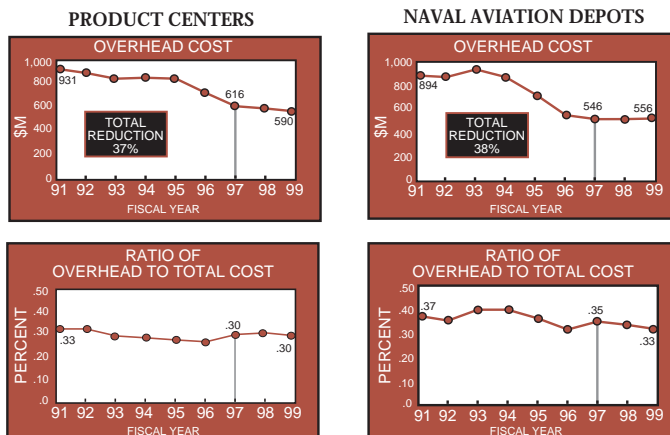 PRODUCT CENTERS
OVERHEAD COST
1,000
800
600
400
200
0
$M
931
616
590
TOTAL
REDUCTION
37%
91 92 93 94 95 96 97 98 99
FISCAL YEAR
NAVAL AVIATION DEPOTS
OVERHEAD COST
1,000
800
600
400
200
0
$M
894
546
556
TOTAL
REDUCTION
38%
91 92 93 94 95 96 97 98 99
FISCAL YEAR
RATIO OF
OVERHEAD TO TOTAL COST
.50
.40
.30
.20
.10
.0
PERCENT
.33
.30
.30
91 92 93 94 95 96 97 98 99
FISCAL YEAR
RATIO OF
OVERHEAD TO TOTAL COST
.50
.40
.30
.20
.10
.0
PERCENT
.37
.35
.33
91 92 93 94 95 96 97 98 99
FISCAL YEAR